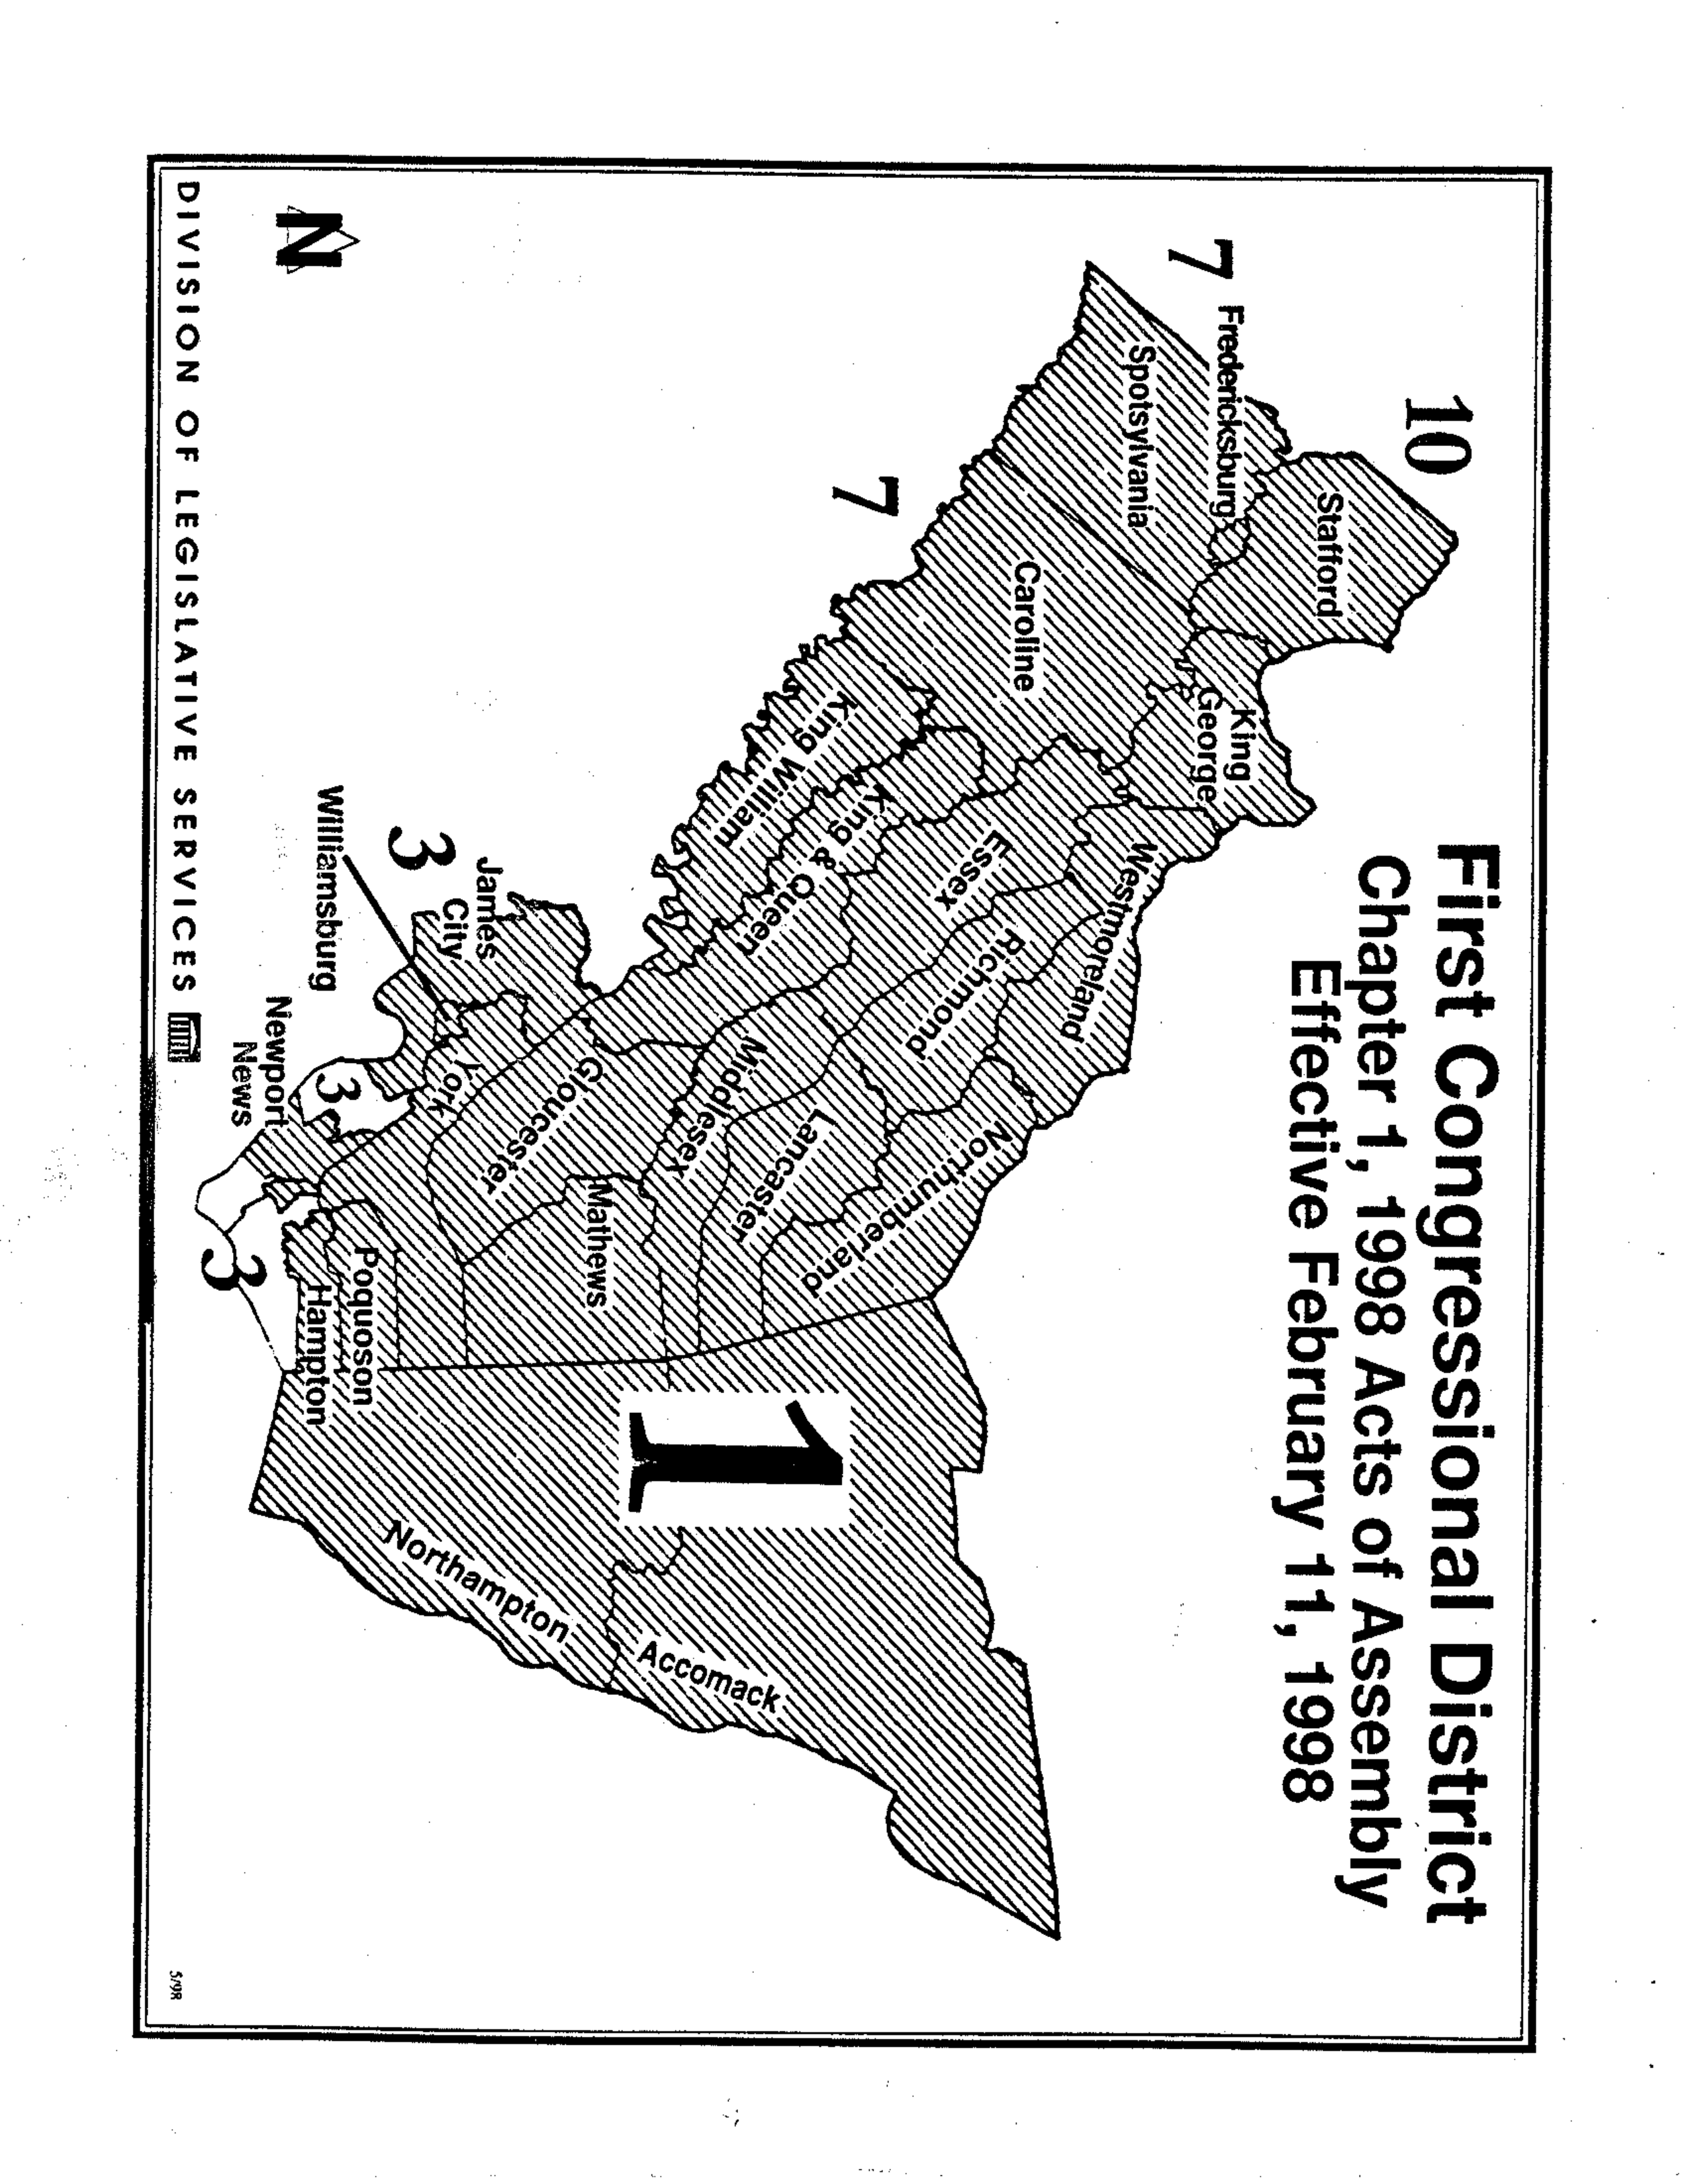 First Congressional District
Chapter 1, 1998 Acts of Assembly
Effective February 11, 1998
10
Stafford
7
Fredericksburg
King
George
Spotsylvania
Westmoreland
Caroline
Essex
Richmond
Northumberland
7
King William
King & Queen
Lancaster
Middlesex
1
Accomack
Mathews
Gloucester
Northampton
James
City
3
York
Williamsburg
3
Poquoson
Hampton
Newport
News
3
N
DIVISION OF LEGISLATIVE SERVICES
5/98